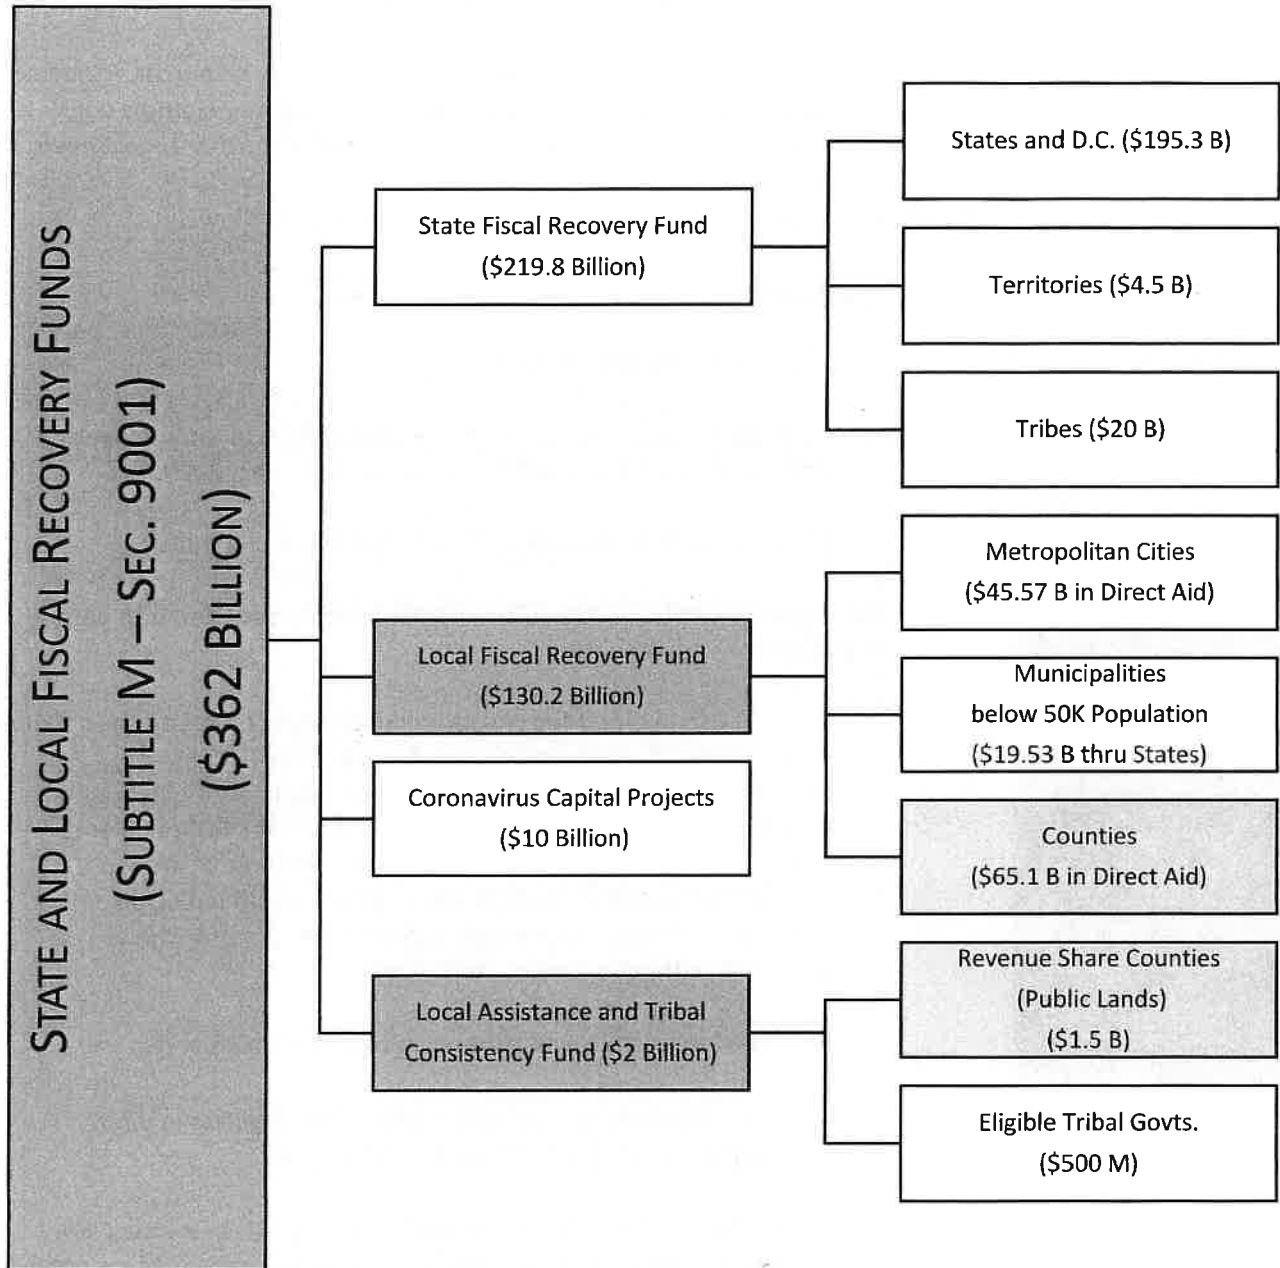 STATE AND LOCAL FISCAL RECOVERY FUNDS
(SUBTITLE M – SEC. 9001)
($362 BILLION)
State Fiscal Recovery Fund
($219.8 Billion)
States and D.C. ($195.3 B)
Territories ($4.5 B)
Tribes ($20 B)
Local Fiscal Recovery Fund
($130.2 Billion)
Metropolitan Cities
($45.57 B in Direct Aid)
Municipalities
below 50K Population
($19.53 B thru States)
Counties
($65.1 B in Direct Aid)
Coronavirus Capital Projects
($10 Billion)
Local Assistance and Tribal
Consistency Fund ($2 Billion)
Revenue Share Counties
(Public Lands)
($1.5 B)
Eligible Tribal Govts.
($500 M)